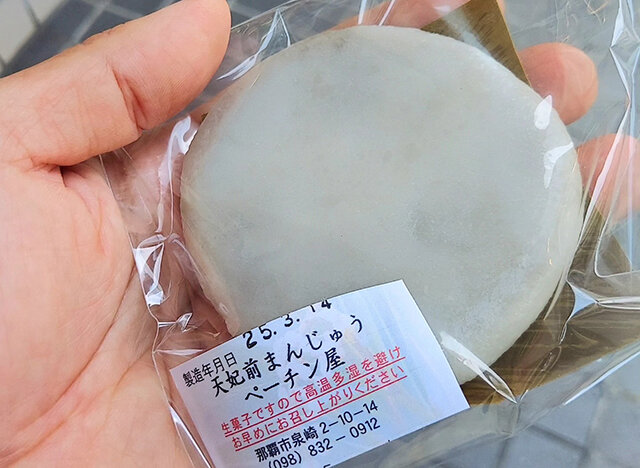 25.3.14
製造年月日
天妃前まんじゅう
ペーチン屋
生菓子ですので高温多湿を避け
お早めにお召し上がりください
那覇市泉崎2-10-14
(098) 832-0912